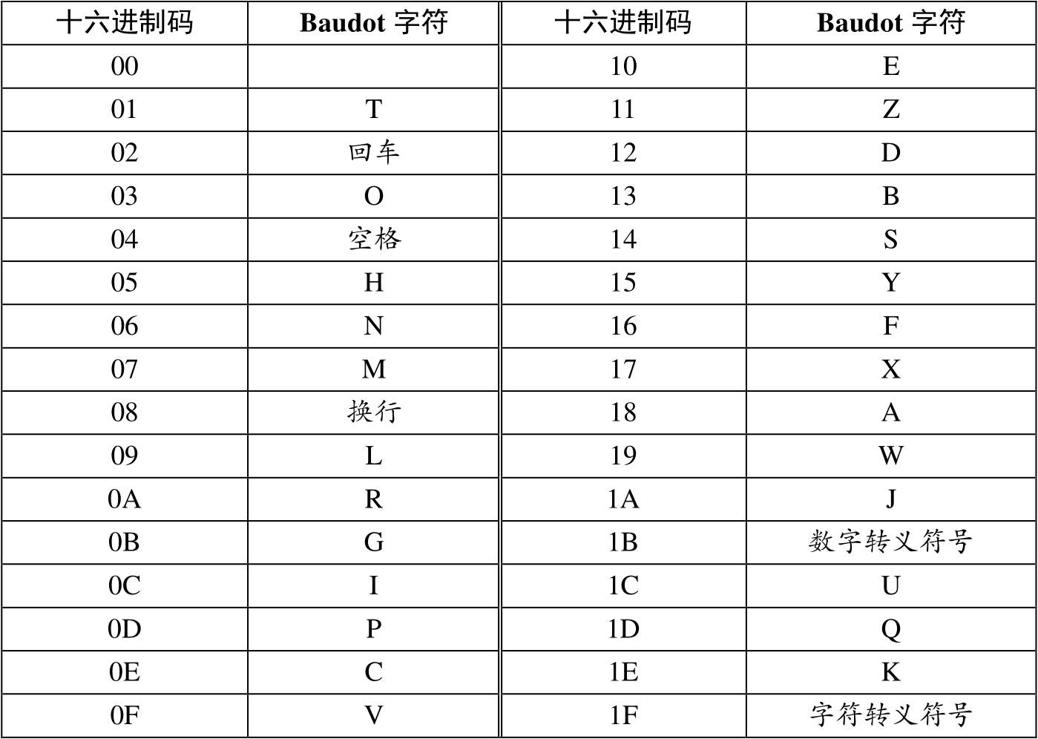 十六进制码 Baudot 字符 十六进制码 Baudot 字符
00 10 E
01 T 11 Z
02 回车 12 D
03 O 13 B
04 空格 14 S
05 H 15 Y
06 N 16 F
07 M 17 X
08 换行 18 A
09 L 19 W
0A R 1A J
0B G 1B 数字转义符号
0C I 1C U
0D P 1D Q
0E C 1E K
0F V 1F 字符转义符号